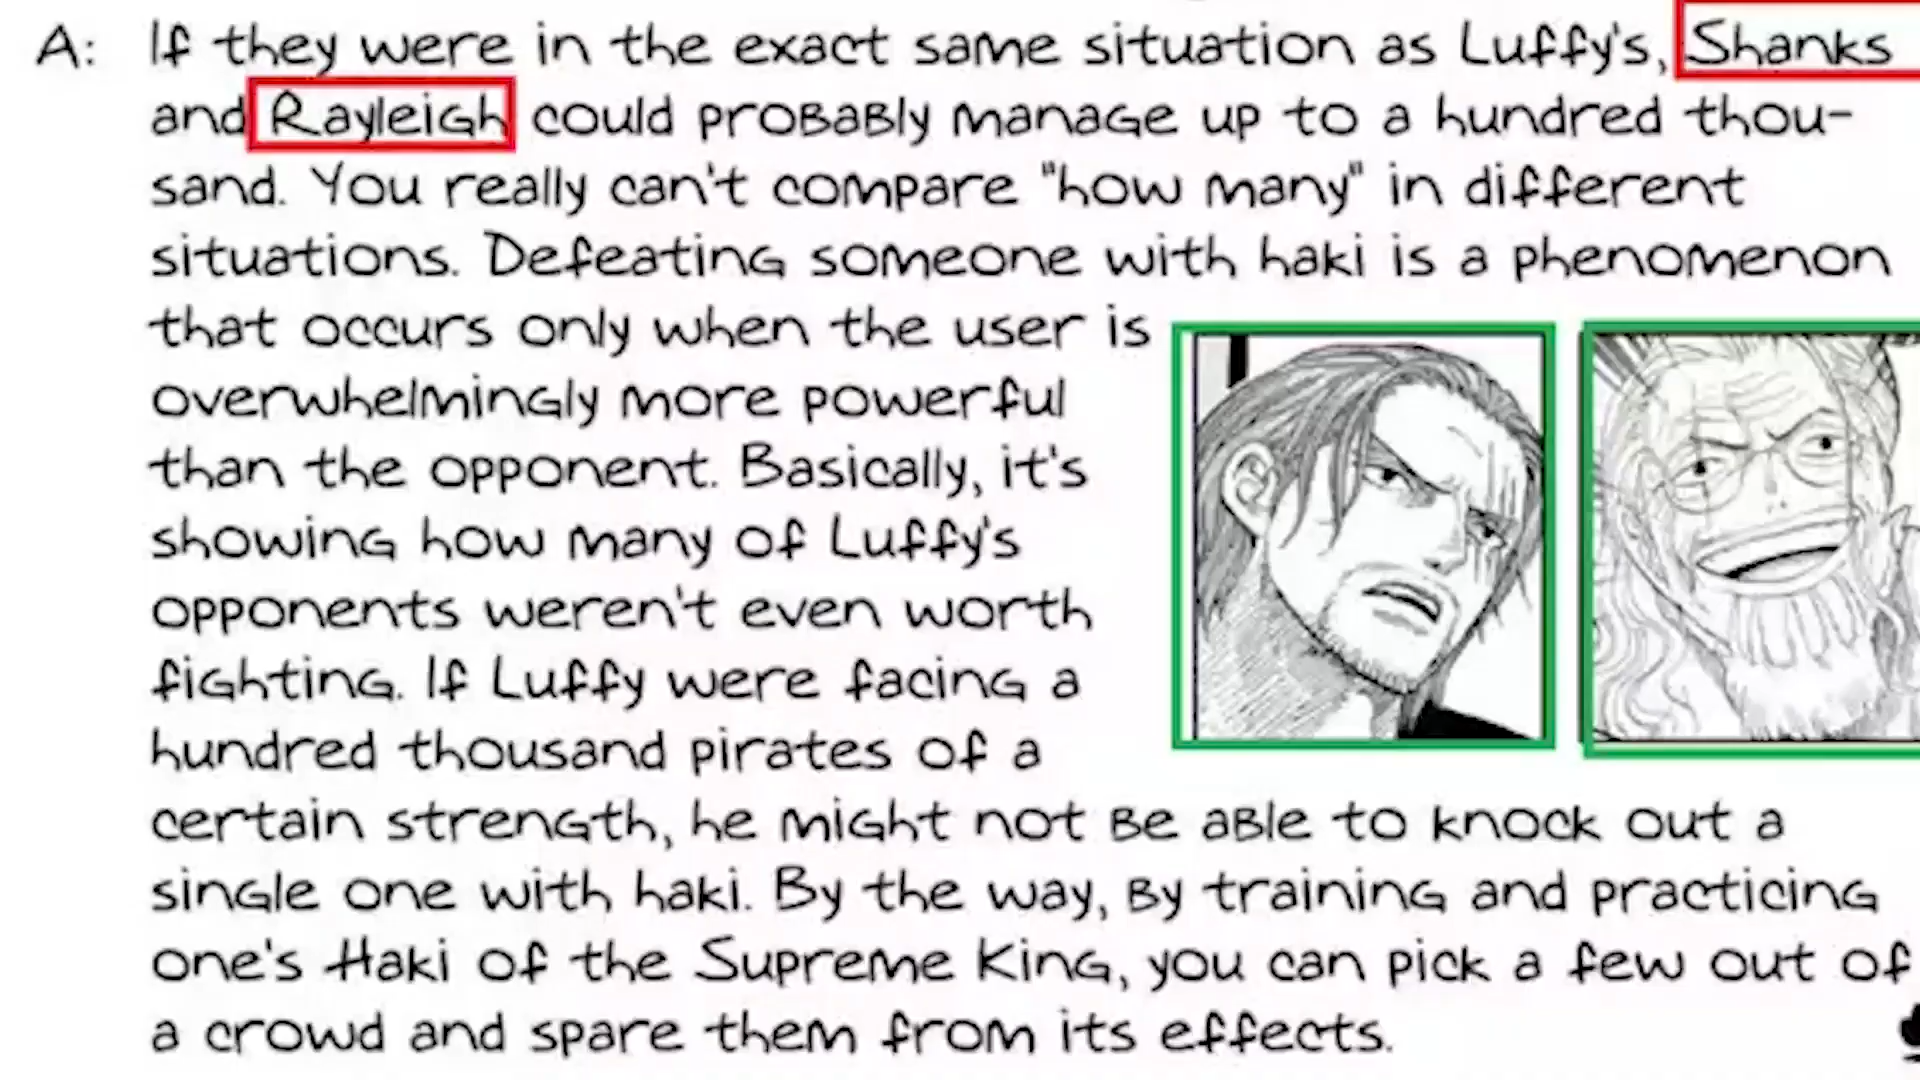 A: If they were in the exact same situation as Luffy's, Shanks
and Rayleigh could probably manage up to a hundred thou-
sand. You really can't compare "how many" in different
situations. Defeating someone with haki is a phenomenon
that occurs only when the user is
overwhelmingly more powerful
than the opponent. Basically, it's
showing how many of Luffy's
opponents weren't even worth
fighting. If Luffy were facing a
hundred thousand pirates of a
certain strength, he might not be able to knock out a
single one with haki. By the way, by training and practicing
one's Haki of the Supreme King, you can pick a few out of
a crowd and spare them from its effects.